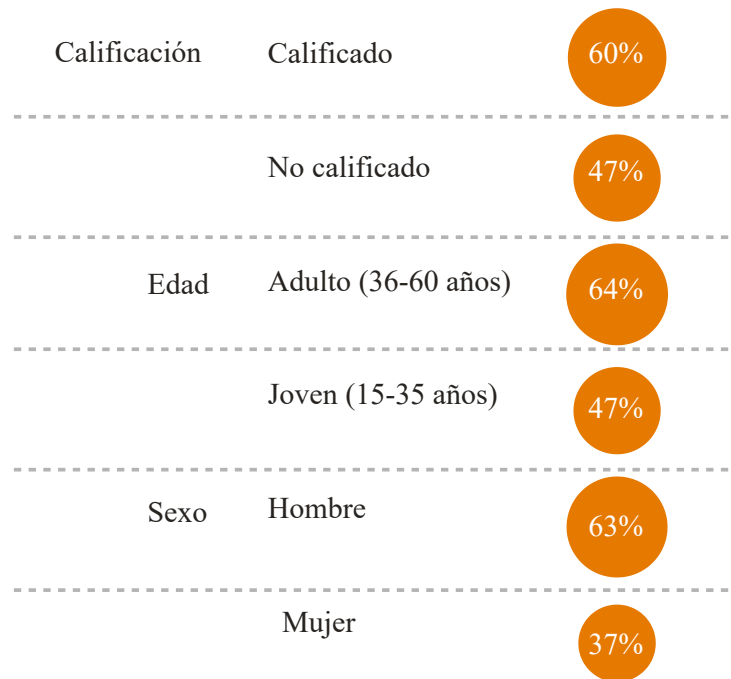 Calificación Calificado 60%
No calificado 47%
Edad Adulto (36-60 años) 64%
Joven (15-35 años) 47%
Sexo Hombre 63%
Mujer 37%